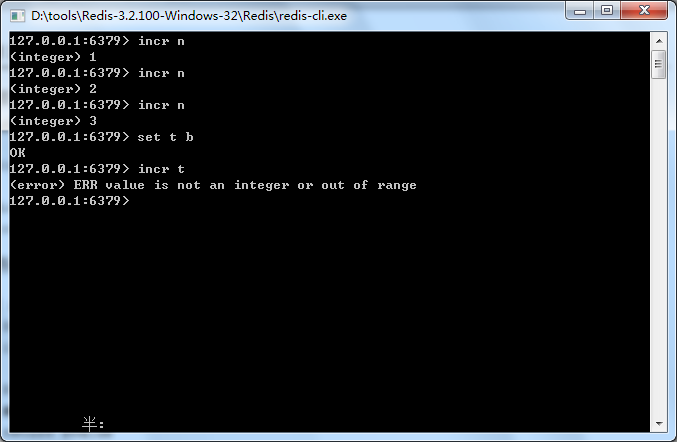 D:\tools\Redis-3.2.100-Windows-32\Redis\redis-cli.exe
127.0.0.1:6379> incr n
(integer) 1
127.0.0.1:6379> incr n
(integer) 2
127.0.0.1:6379> incr n
(integer) 3
127.0.0.1:6379> set t b
OK
127.0.0.1:6379> incr t
(error) ERR value is not an integer or out of range
127.0.0.1:6379>
半: